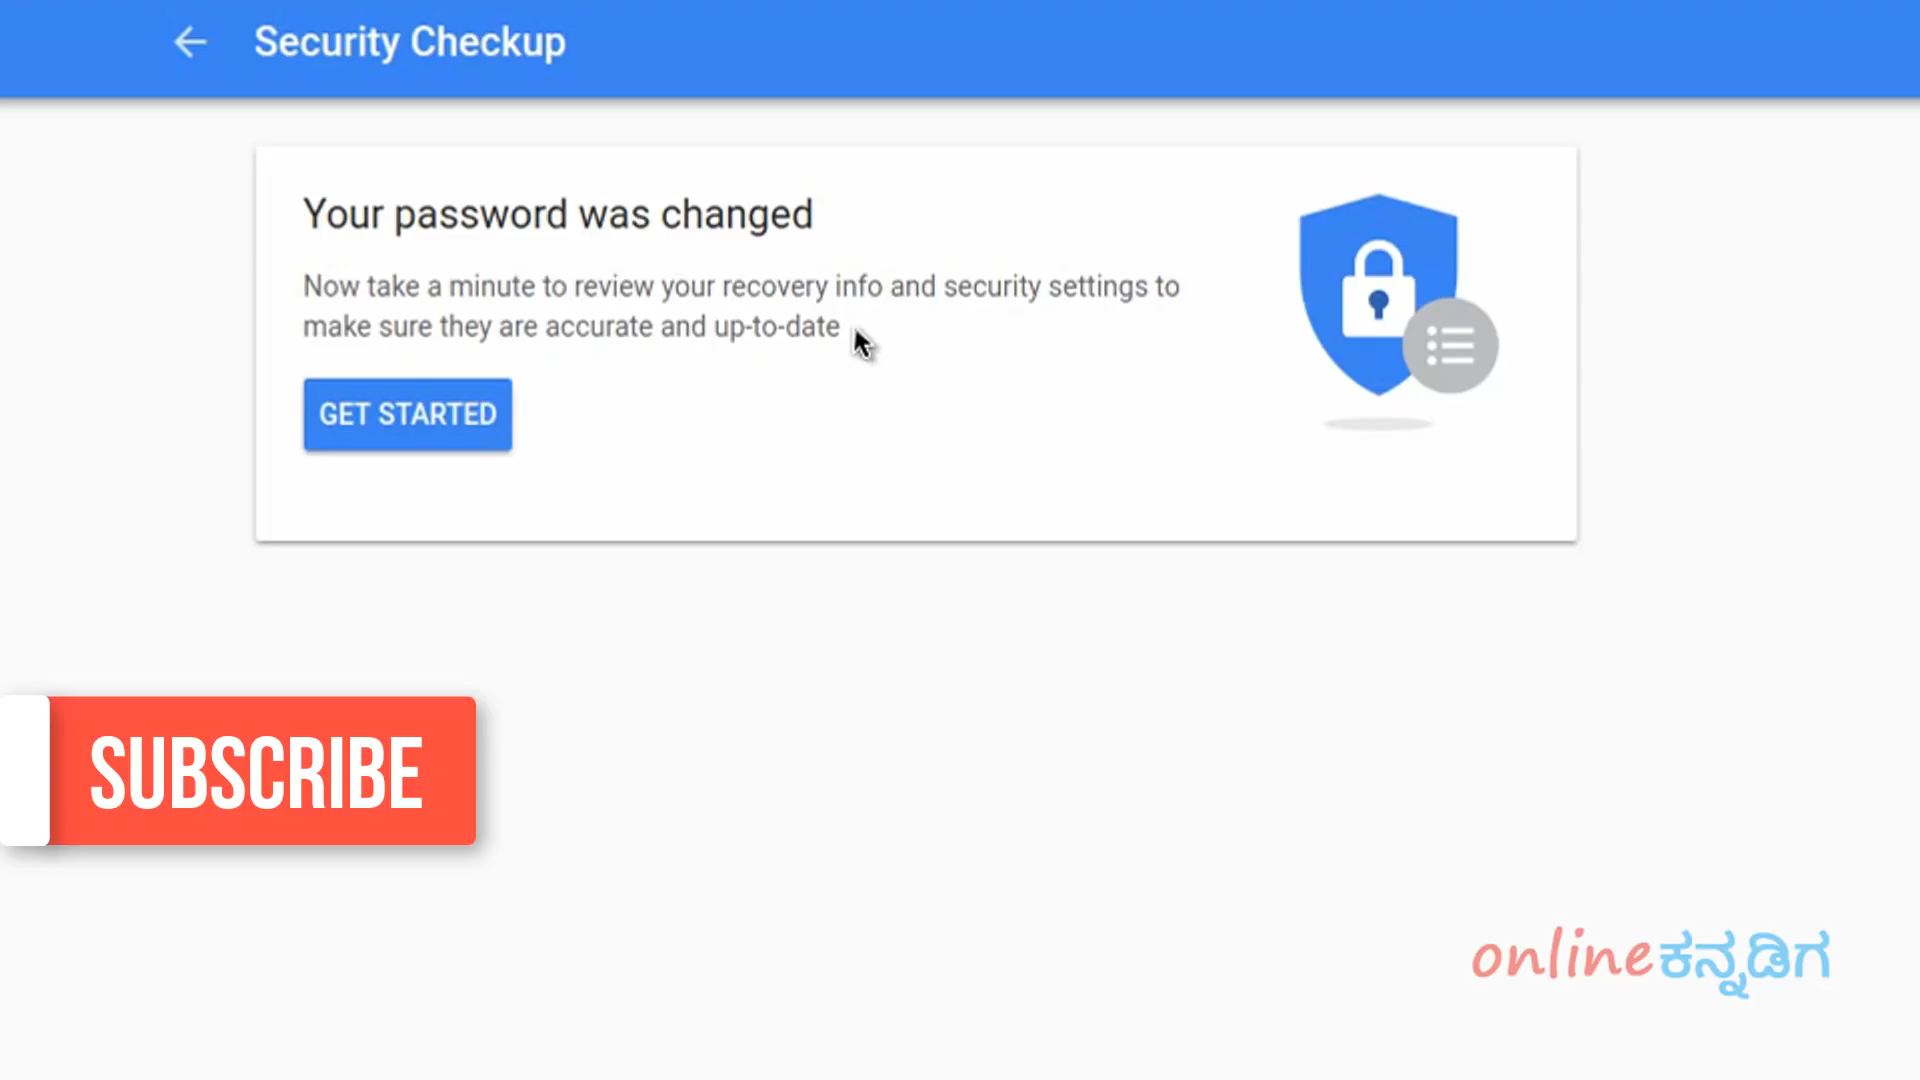 Security Checkup
Your password was changed
Now take a minute to review your recovery info and security settings to
make sure they are accurate and up-to-date
GET STARTED
SUBSCRIBE
onlineಕನ್ನಡಿಗ